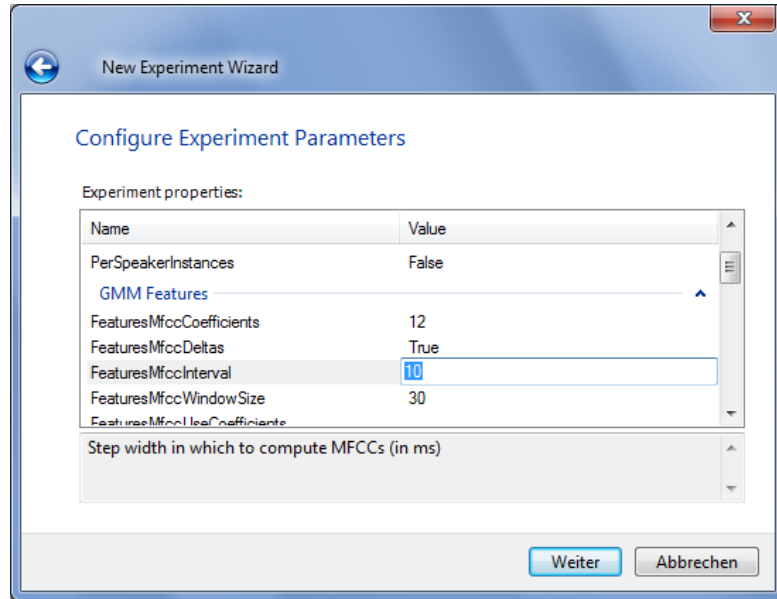 New Experiment Wizard
Configure Experiment Parameters
Experiment properties:
Name Value
PerSpeakerInstances False
GMM Features
FeaturesMfccCoefficients 12
FeaturesMfccDeltas True
FeaturesMfccInterval 10
FeaturesMfccWindowSize 30
FeaturesMfccUseCoefficients
Step width in which to compute MFCCs (in ms)
Weiter Abbrechen